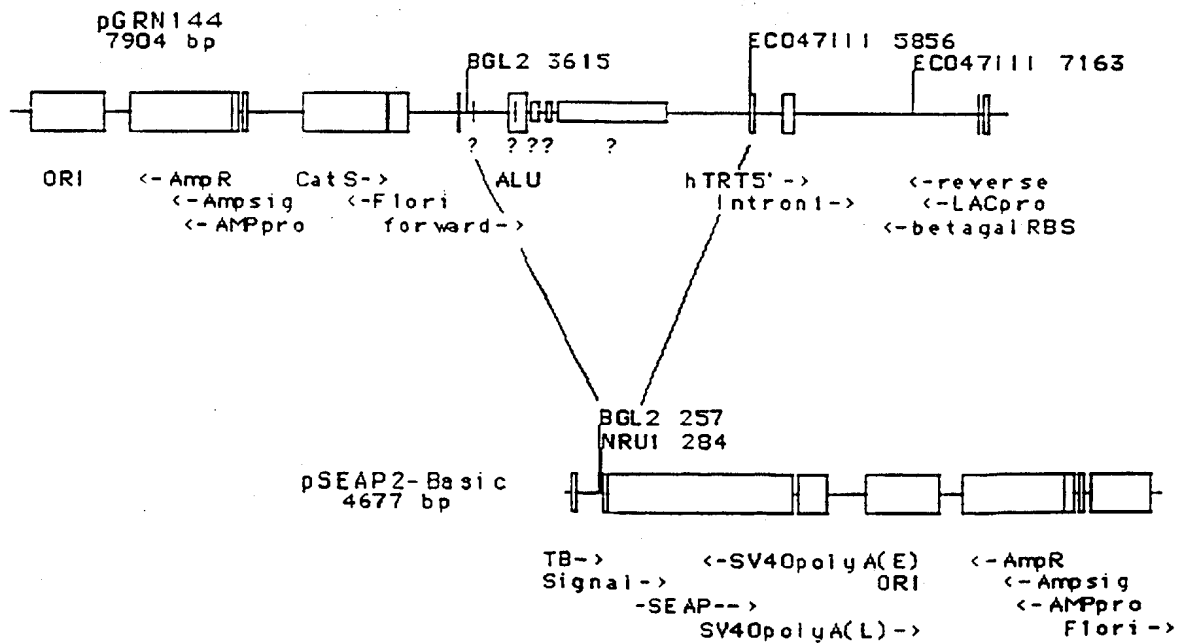 pGRN144
7904 bp
BGL2 3615
ECO47III 5856
ECO47III 7163
? ? ?? ?
ORI <-AmpR CatS-> ALU hTRT5'-> <-reverse
<-Ampsig <-F1ori Intron1-> <-LACpro
<-AMPpro forward-> <-betagalRBS
BGL2 257
NRU1 284
pSEAP2-Basic
4677 bp
TB-> <-SV40polyA(E) <-AmpR
Signal-> ORI <-Ampsig
-SEAP--> <-AMPpro
SV40polyA(L)-> F1ori->